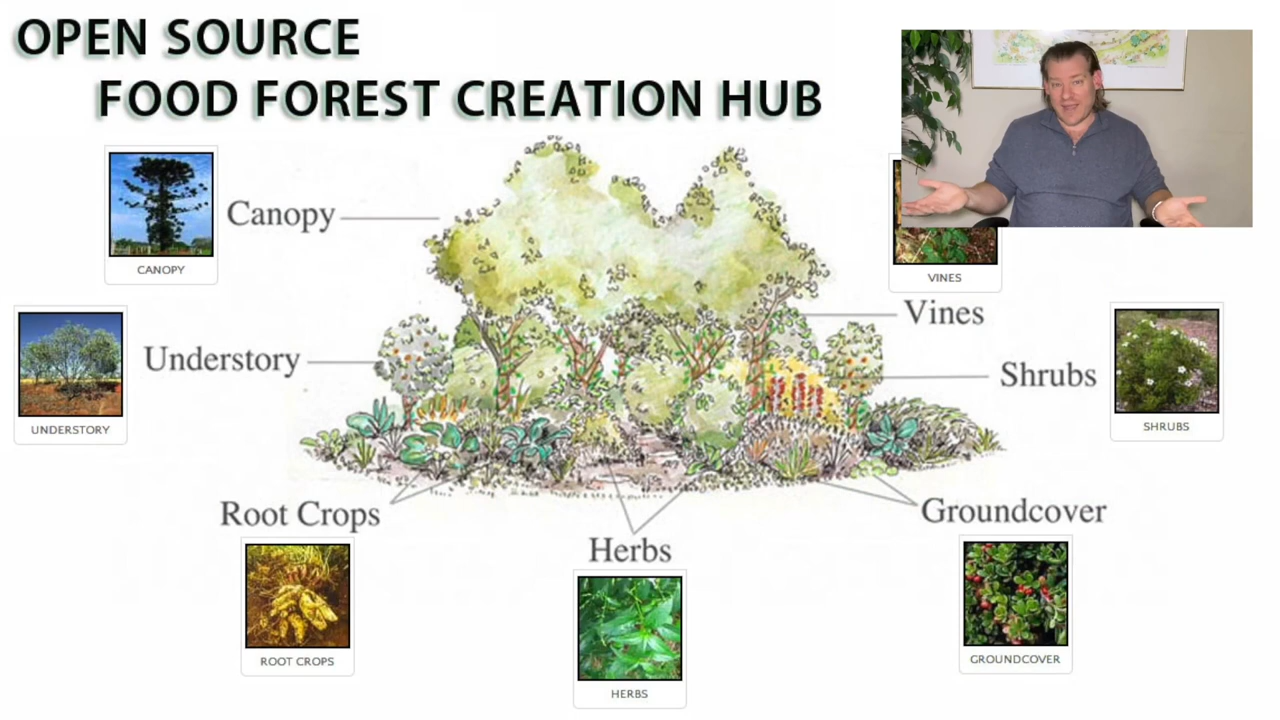 OPEN SOURCE
FOOD FOREST CREATION HUB
CANOPY
Canopy
VINES
Vines
UNDERSTORY
Understory
Shrubs
SHRUBS
Root Crops
Groundcover
Herbs
ROOT CROPS
GROUNDCOVER
HERBS